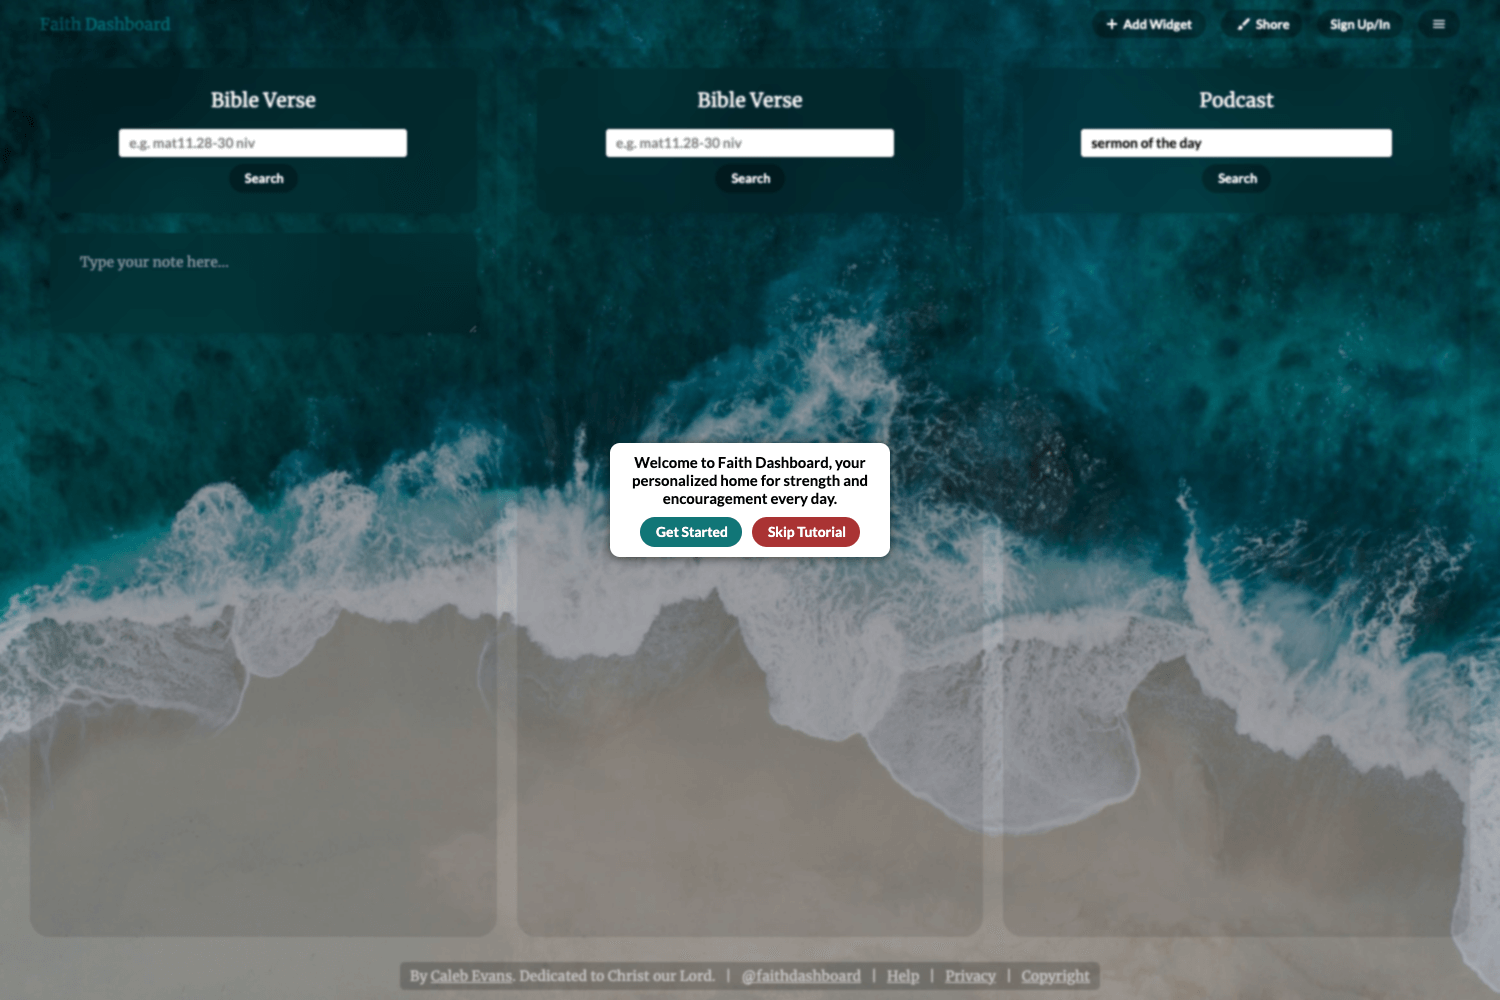 Faith Dashboard
Add Widget
Shore
Sign Up/In
Bible Verse
e.g. mat11.28-30 niv
Search
Bible Verse
e.g. mat11.28-30 niv
Search
Podcast
sermon of the day
Search
Type your note here...
Welcome to Faith Dashboard, your
personalized home for strength and
encouragement every day.
Get Started
Skip Tutorial
By Caleb Evans. Dedicated to Christ our Lord. | @faithdashboard | Help | Privacy | Copyright